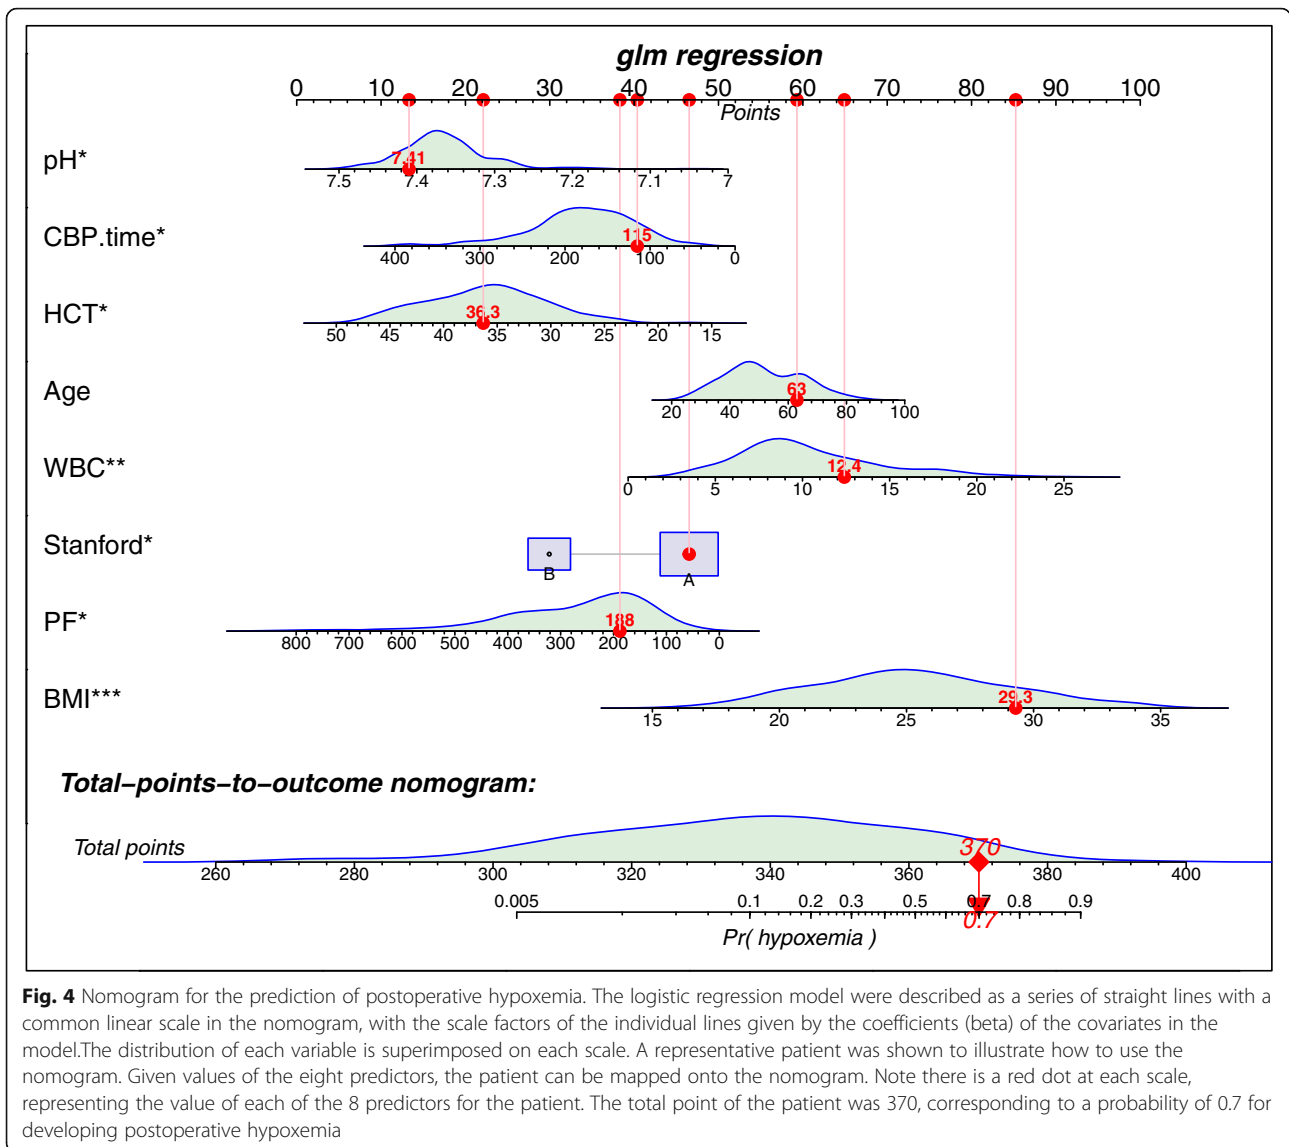 glm regression
0 10 20 30 40 50 60 70 80 90 100
Points
pH*
7.41
7.5 7.4 7.3 7.2 7.1 7
CBP.time*
115
400 300 200 100 0
HCT*
36.3
50 45 40 35 30 25 20 15
Age
63
20 40 60 80 100
WBC**
12.4
0 5 10 15 20 25
Stanford*
B A
PF*
188
800 700 600 500 400 300 200 100 0
BMI***
29.3
15 20 25 30 35
Total–points–to–outcome nomogram:
Total points
370
260 280 300 320 340 360 380 400
0.005 0.1 0.2 0.3 0.5 0.7 0.8 0.9
0.7
Pr( hypoxemia )
Fig. 4 Nomogram for the prediction of postoperative hypoxemia. The logistic regression model were described as a series of straight lines with a
common linear scale in the nomogram, with the scale factors of the individual lines given by the coefficients (beta) of the covariates in the
model.The distribution of each variable is superimposed on each scale. A representative patient was shown to illustrate how to use the
nomogram. Given values of the eight predictors, the patient can be mapped onto the nomogram. Note there is a red dot at each scale,
representing the value of each of the 8 predictors for the patient. The total point of the patient was 370, corresponding to a probability of 0.7 for
developing postoperative hypoxemia